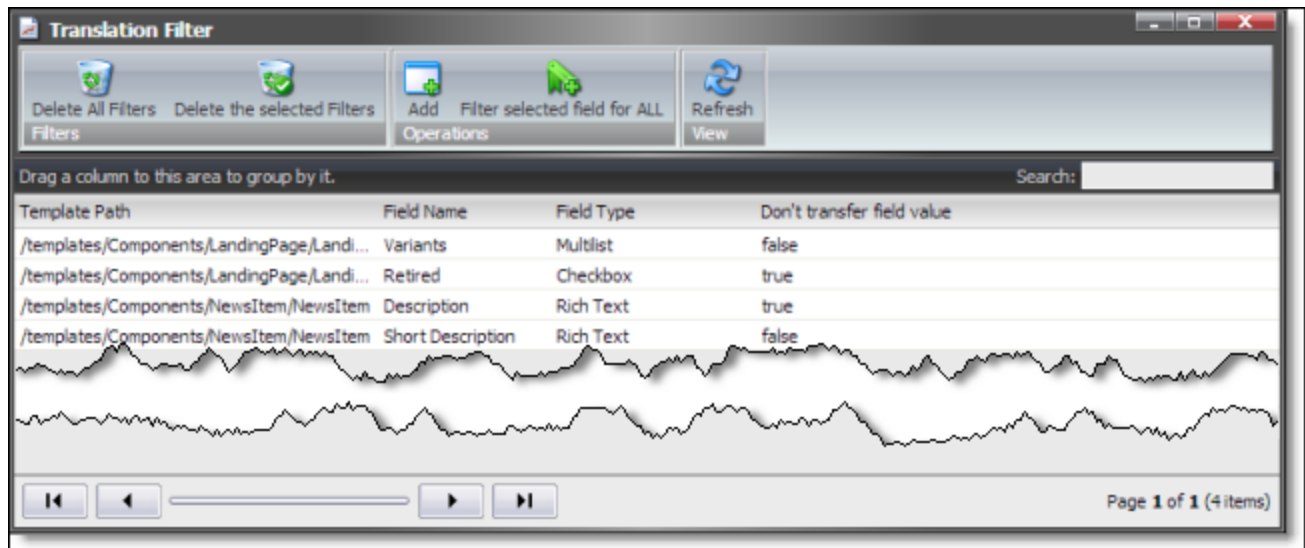 Translation Filter
Delete All Filters Delete the selected Filters Add Filter selected field for ALL Refresh
Filters Operations View
Drag a column to this area to group by it. Search:
Template Path Field Name Field Type Don't transfer field value
/templates/Components/LandingPage/Landi... Variants Multilist false
/templates/Components/LandingPage/Landi... Retired Checkbox true
/templates/Components/NewsItem/NewsItem Description Rich Text true
/templates/Components/NewsItem/NewsItem Short Description Rich Text false
Page 1 of 1 (4 items)